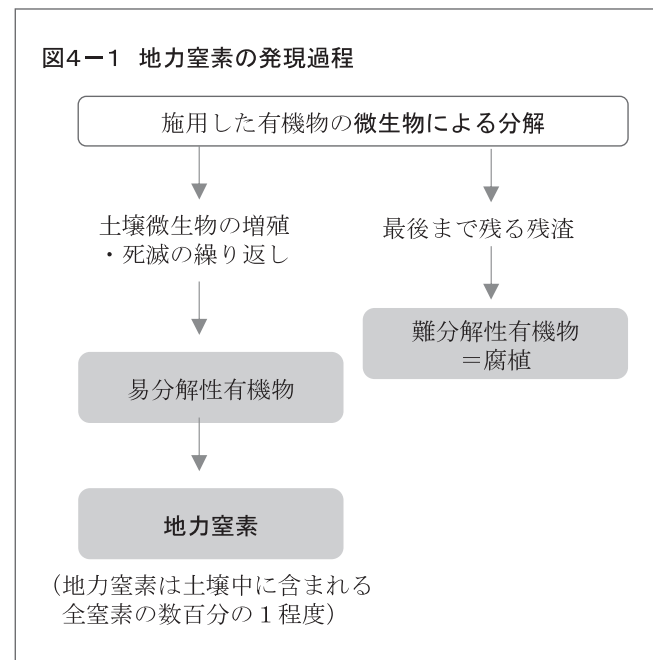 図4ー1 地力窒素の発現過程
施用した有機物の微生物による分解
土壌微生物の増殖
・死滅の繰り返し
易分解性有機物
地力窒素
（地力窒素は土壌中に含まれる
全窒素の数百分の1程度）
最後まで残る残渣
難分解性有機物
＝腐植